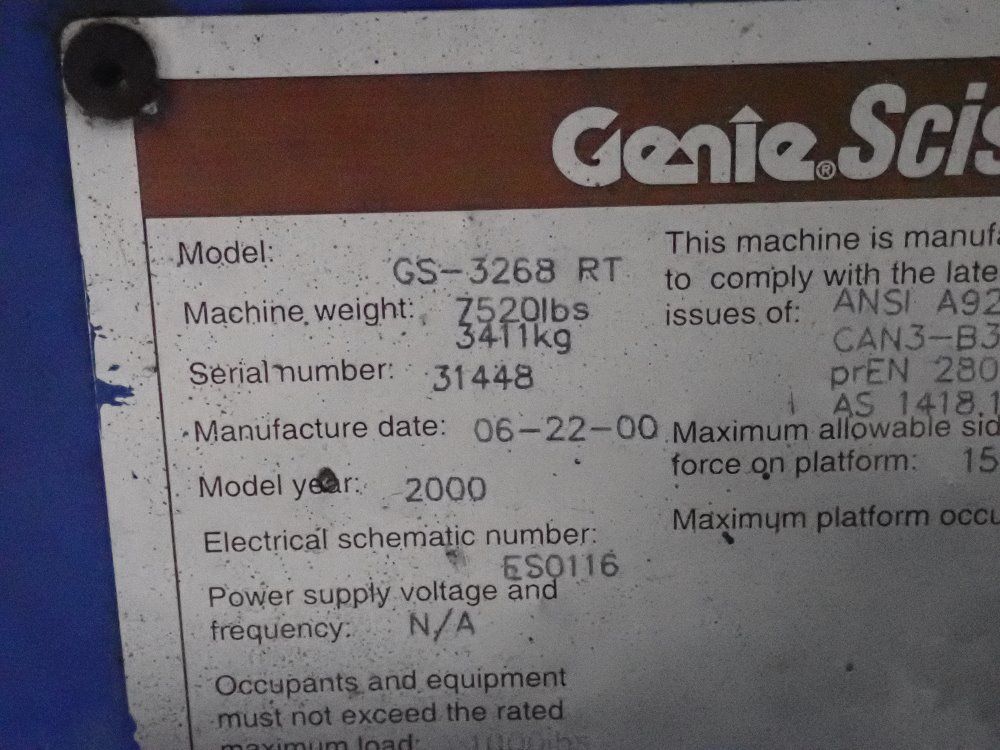 Genie® Scis
Model: GS-3268 RT
Machine weight: 7520lbs
3411kg
Serial number: 31448
Manufacture date: 06-22-00
Model year: 2000
Electrical schematic number:
ES0116
Power supply voltage and
frequency: N/A
Occupants and equipment
must not exceed the rated
maximum load:
This machine is manufa
to comply with the late
issues of: ANSI A92
CAN3-B3
prEN 280
AS 1418.1
Maximum allowable sid
force on platform: 15
Maximum platform occu